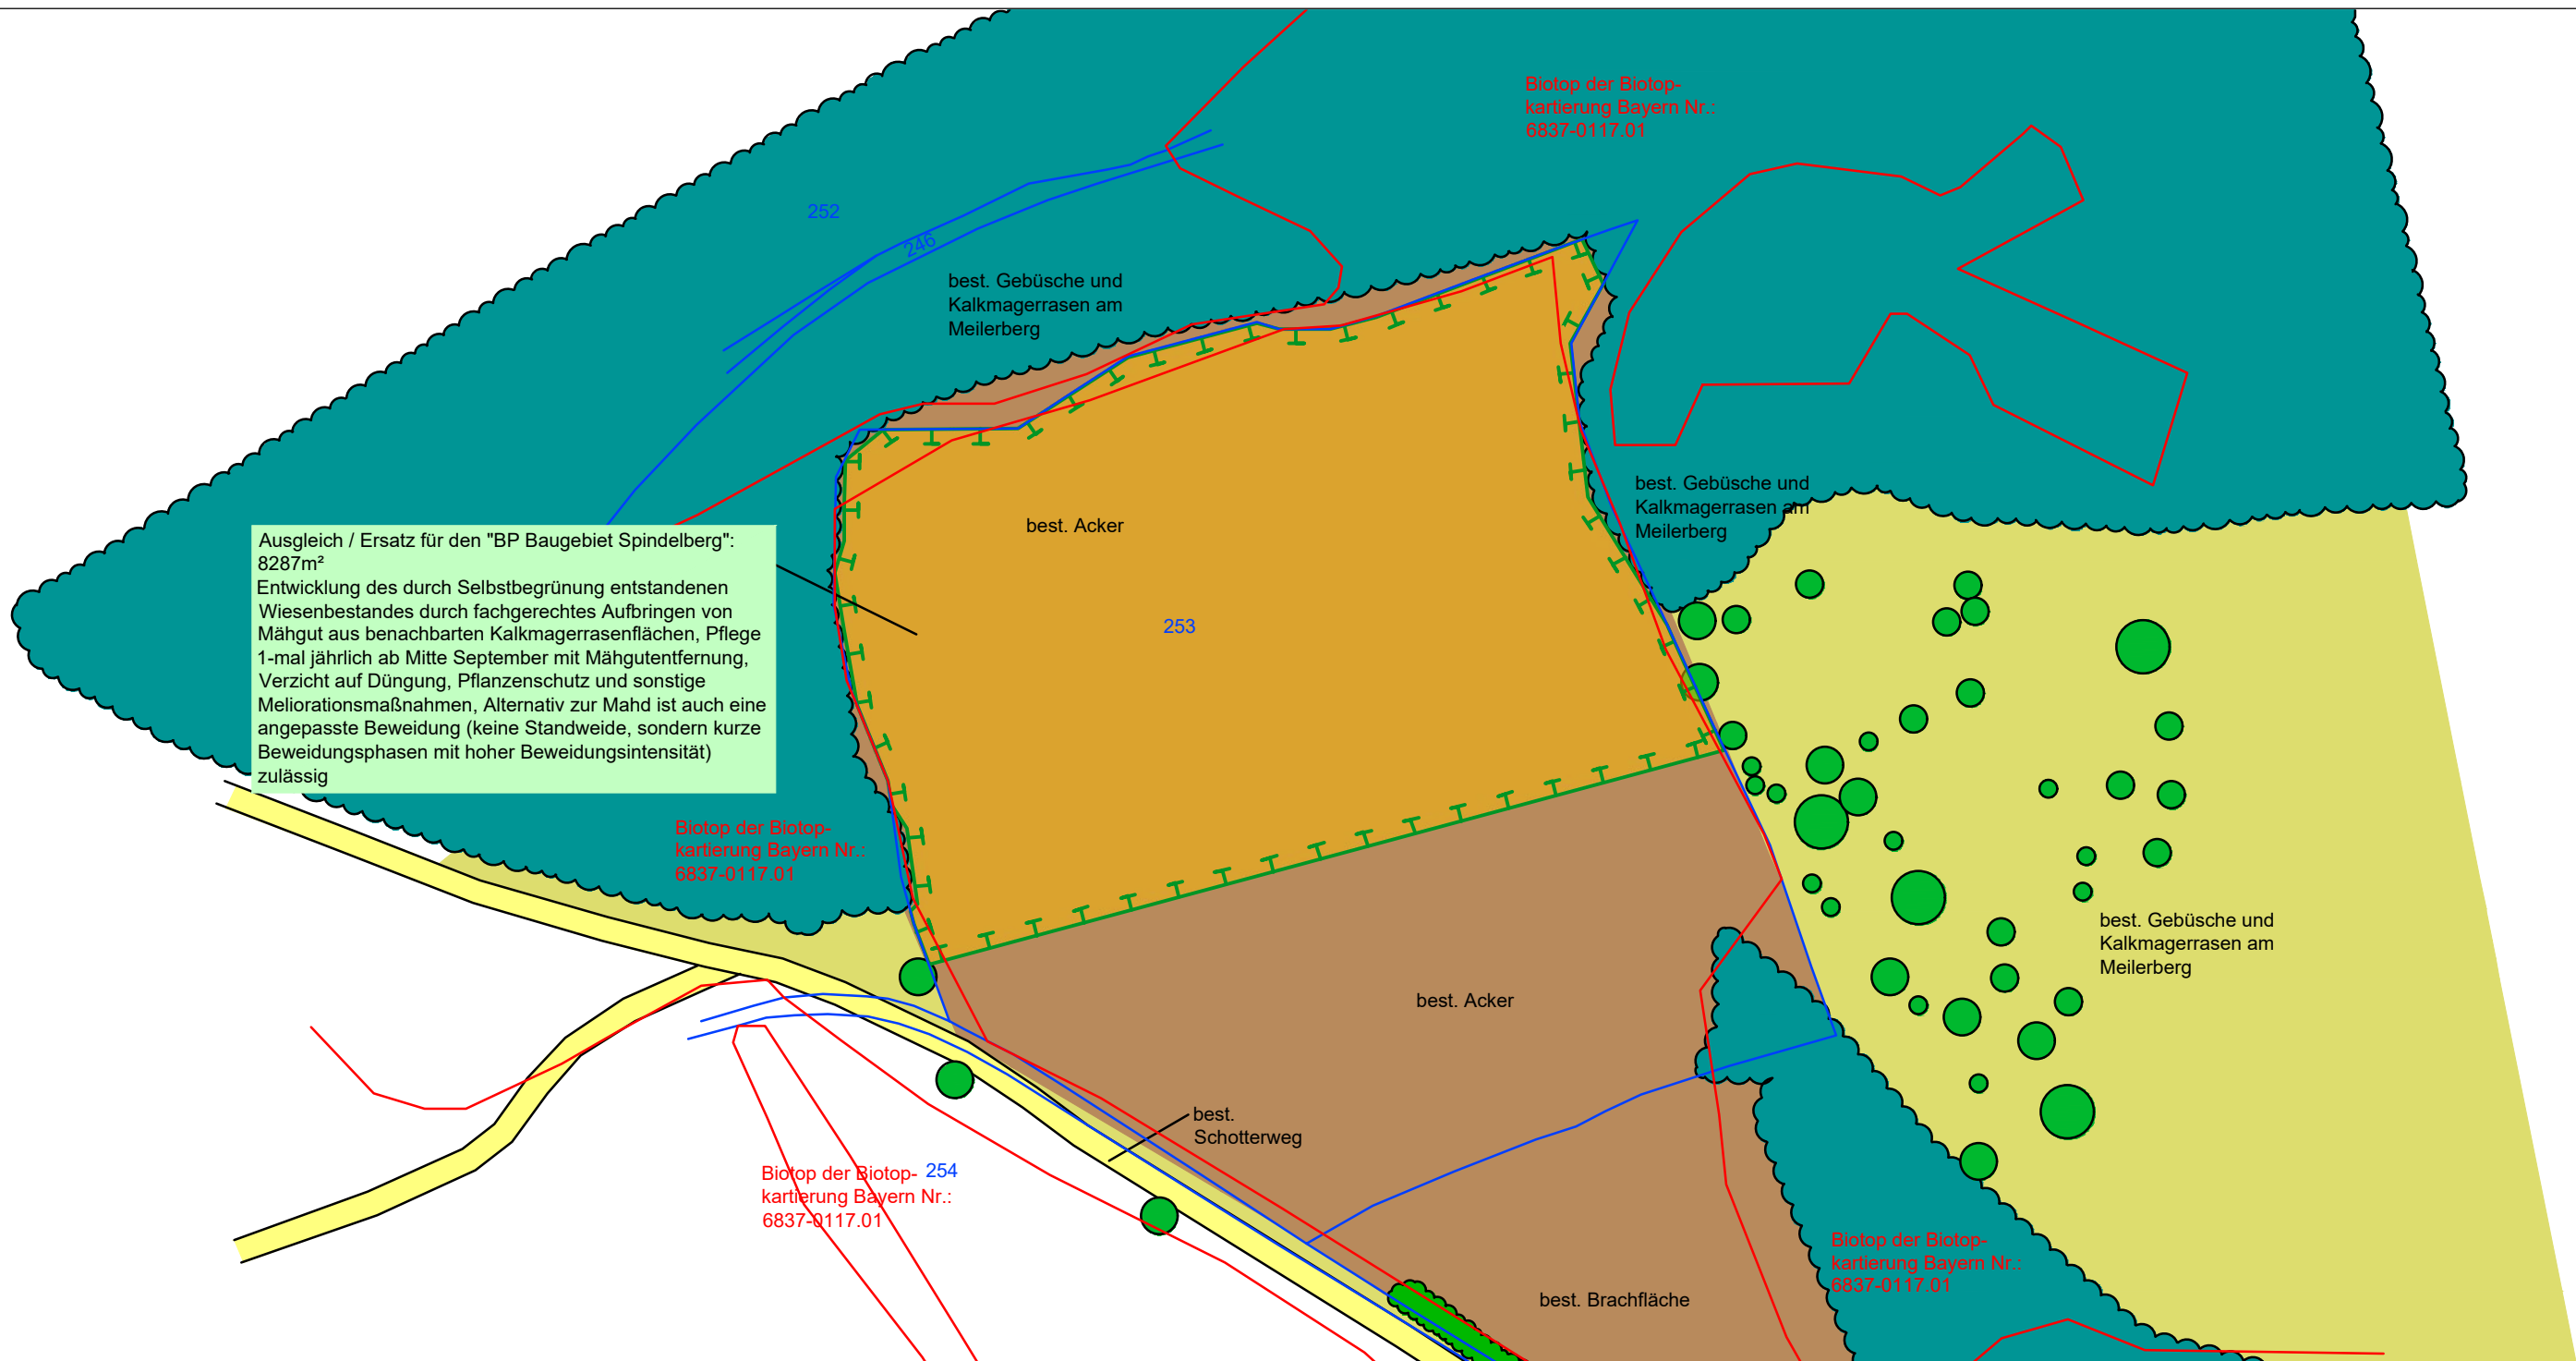 Biotop der Biotop-
kartierung Bayern Nr.:
6837-0117.01
252
246
best. Gebüsche und
Kalkmagerrasen am
Meilerberg
best. Gebüsche und
Kalkmagerrasen am
Meilerberg
best. Acker
Ausgleich / Ersatz für den "BP Baugebiet Spindelberg":
8287m²
Entwicklung des durch Selbstbegrünung entstandenen
Wiesenbestandes durch fachgerechtes Aufbringen von
Mähgut aus benachbarten Kalkmagerrasenflächen, Pflege
1-mal jährlich ab Mitte September mit Mähgutentfernung,
Verzicht auf Düngung, Pflanzenschutz und sonstige
Meliorationsmaßnahmen, Alternativ zur Mahd ist auch eine
angepasste Beweidung (keine Standweide, sondern kurze
Beweidungsphasen mit hoher Beweidungsintensität)
zulässig
253
Biotop der Biotop-
kartierung Bayern Nr.:
6837-0117.01
best. Gebüsche und
Kalkmagerrasen am
Meilerberg
best. Acker
best.
Schotterweg
Biotop der Biotop-
kartierung Bayern Nr.:
6837-0117.01
254
Biotop der Biotop-
kartierung Bayern Nr.:
6837-0117.01
best. Brachfläche